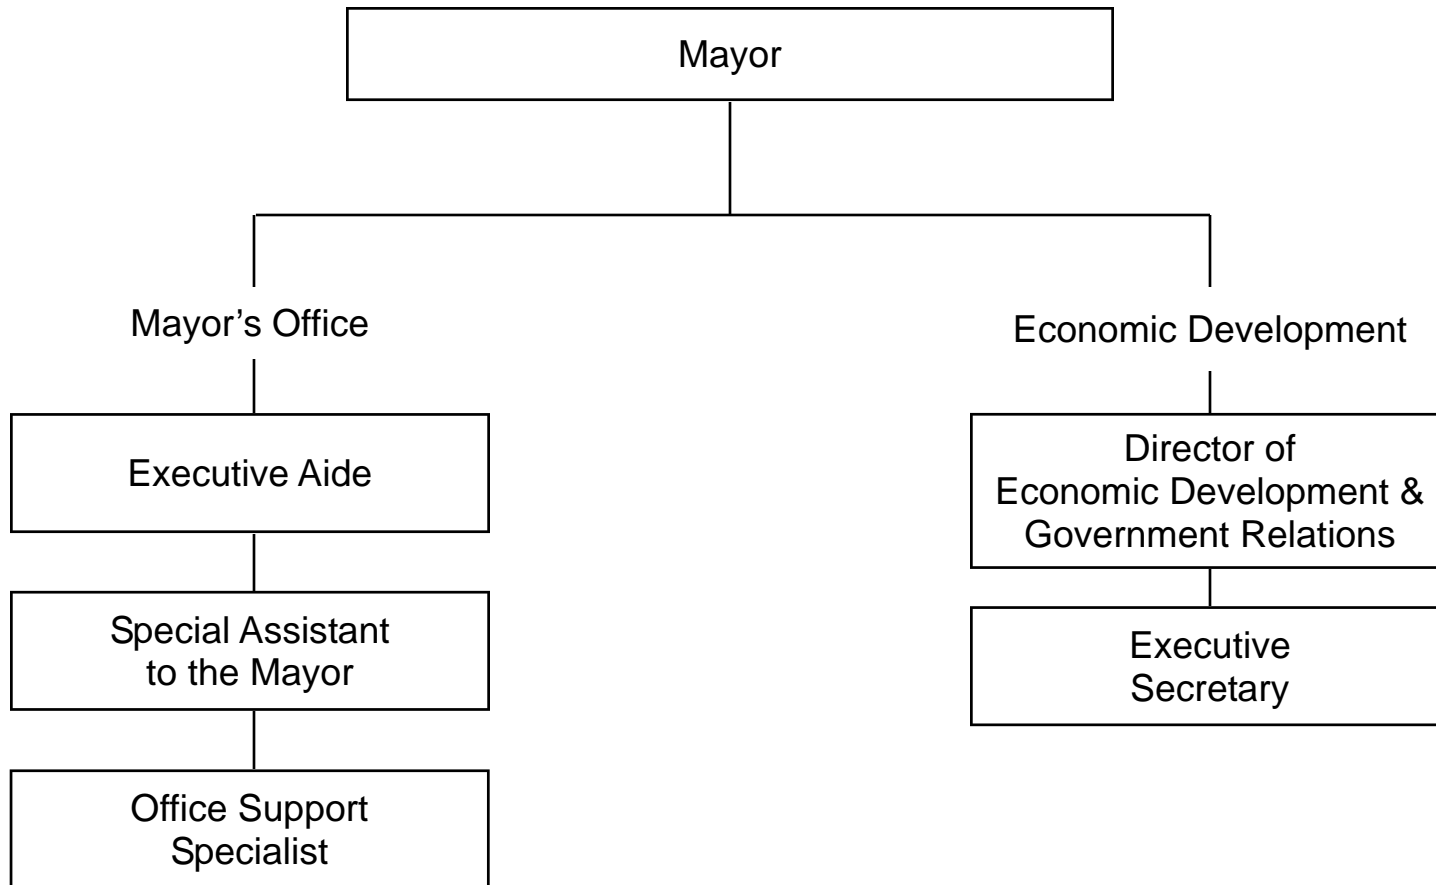 Mayor
Mayor’s Office
Economic Development
Executive Aide
Director of
Economic Development &
Government Relations
Special Assistant
to the Mayor
Executive
Secretary
Office Support
Specialist